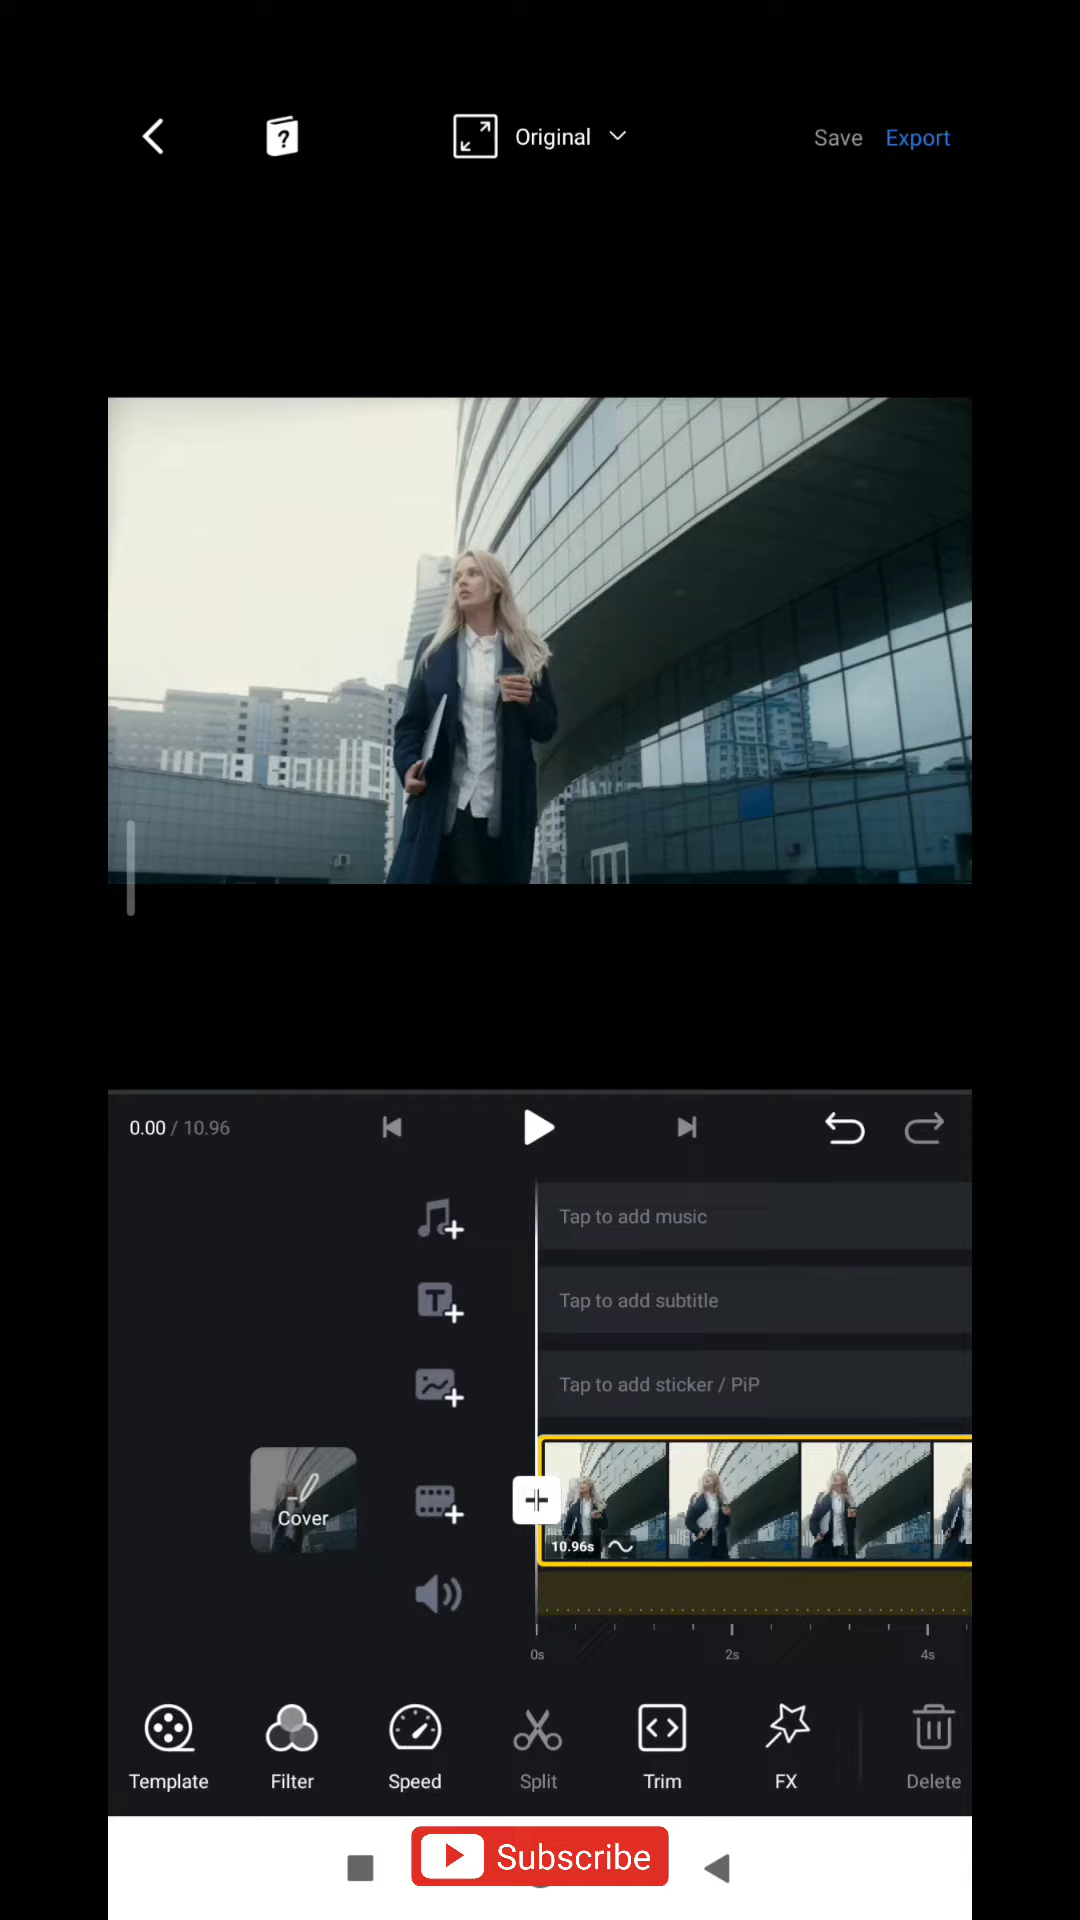 Original
Save Export
0.00 / 10.96
Tap to add music
T
Tap to add subtitle
Tap to add sticker / PiP
Cover
10.96s
0s 2s 4s
Template Filter Speed Split Trim FX Delete
Subscribe